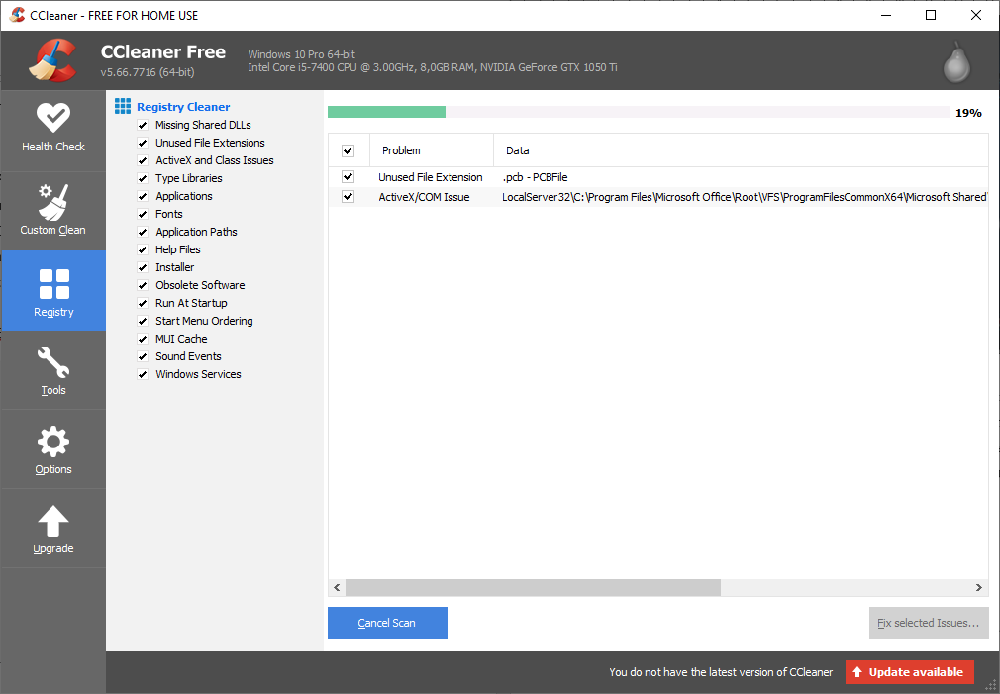 CCleaner - FREE FOR HOME USE
CCleaner Free
v5.66.7716 (64-bit)
Windows 10 Pro 64-bit
Intel Core i5-7400 CPU @ 3.00GHz, 8,0GB RAM, NVIDIA GeForce GTX 1050 Ti
Health Check
Custom Clean
Registry
Tools
Options
Upgrade
Registry Cleaner
Missing Shared DLLs
Unused File Extensions
ActiveX and Class Issues
Type Libraries
Applications
Fonts
Application Paths
Help Files
Installer
Obsolete Software
Run At Startup
Start Menu Ordering
MUI Cache
Sound Events
Windows Services
19%
Problem Data
Unused File Extension .pcb - PCBFile
ActiveX/COM Issue LocalServer32\C:\Program Files\Microsoft Office\Root\VFS\ProgramFilesCommonX64\Microsoft Shared\
Cancel Scan
Fix selected Issues...
You do not have the latest version of CCleaner
Update available